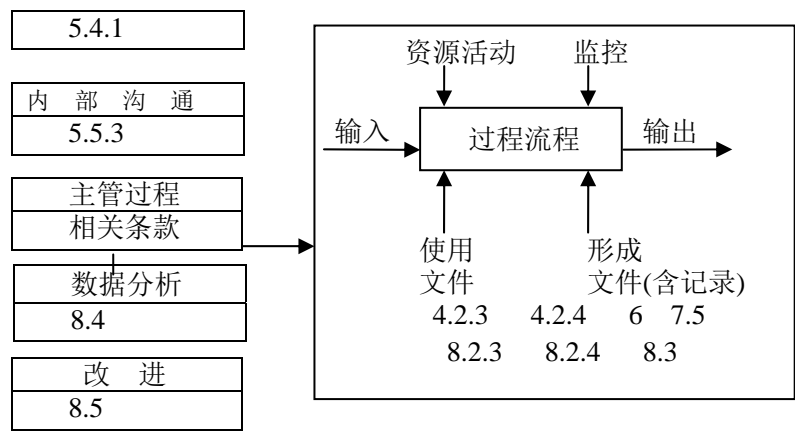 5.4.1
内 部 沟 通
5.5.3
主管过程
相关条款
数据分析
8.4
改 进
8.5
资源活动 监控
输入 过程流程 输出
使用 形成
文件 文件(含记录)
4.2.3 4.2.4 6 7.5
8.2.3 8.2.4 8.3